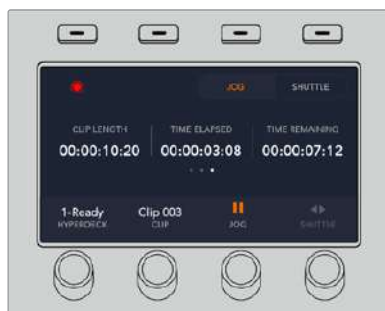 JOG SHUTTLE
CLIP LENGTH TIME ELAPSED TIME REMAINING
00:00:10:20 00:00:03:08 00:00:07:12
1-Ready Clip 003
HYPERDECK CLIP JOG SHUTTLE